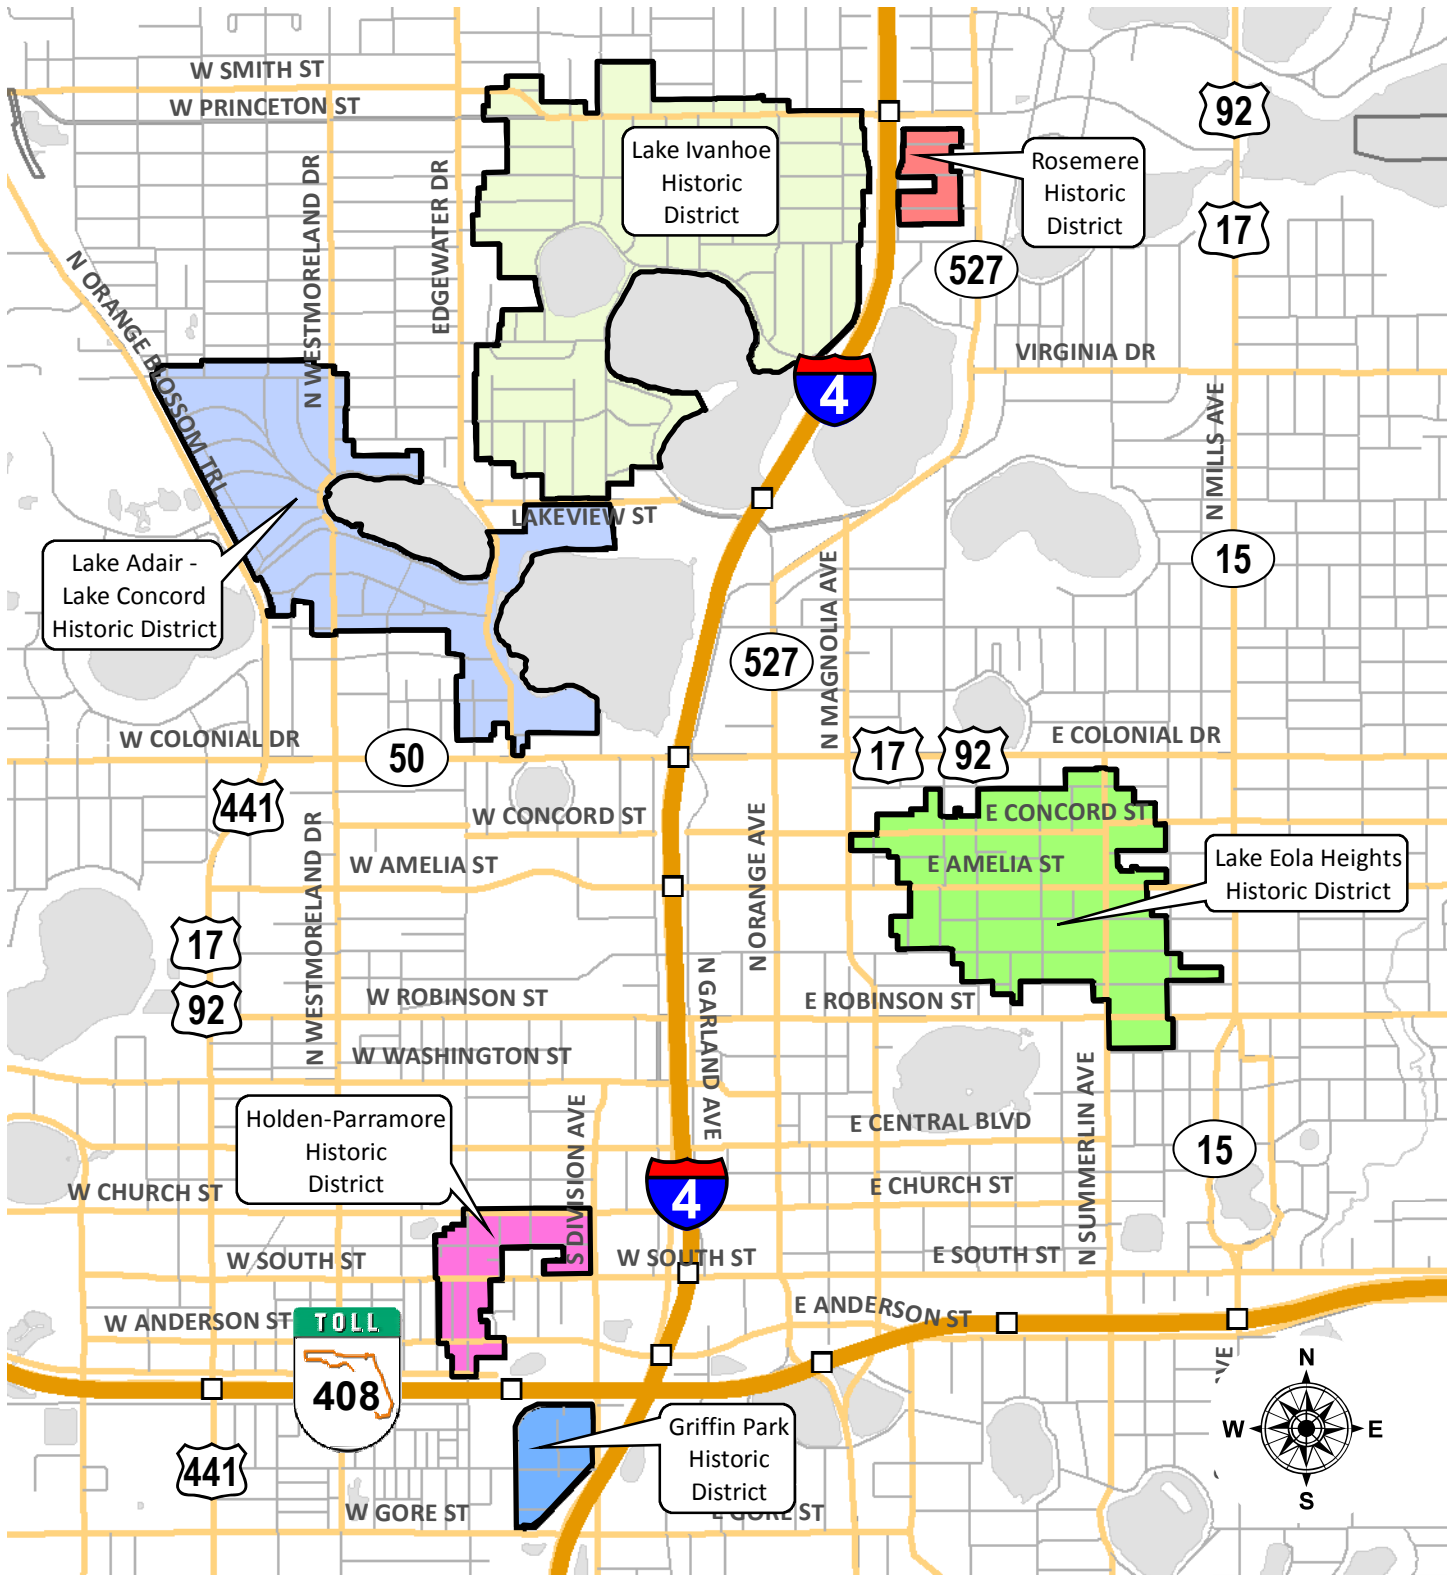 W SMITH ST
W PRINCETON ST
92
Lake Ivanhoe
Historic
District
Rosemere
Historic
District
17
N WESTMORELAND DR
EDGEWATER DR
N ORANGE BLOSSOM TRL
527
VIRGINIA DR
4
N MILLS AVE
LAKEVIEW ST
15
Lake Adair -
Lake Concord
Historic District
N MAGNOLIA AVE
527
W COLONIAL DR
50
17
92
E COLONIAL DR
441
W CONCORD ST
E CONCORD ST
N WESTMORELAND DR
W AMELIA ST
N ORANGE AVE
E AMELIA ST
Lake Eola Heights
Historic District
17
92
W ROBINSON ST
N GARLAND AVE
E ROBINSON ST
W WASHINGTON ST
Holden-Parramore
Historic
District
S DIVISION AVE
E CENTRAL BLVD
N SUMMERLIN AVE
15
W CHURCH ST
E CHURCH ST
4
W SOUTH ST
W SOUTH ST
E SOUTH ST
W ANDERSON ST
E ANDERSON ST
TOLL
408
VE
N
W
E
S
Griffin Park
Historic
District
441
W GORE ST
E GORE ST